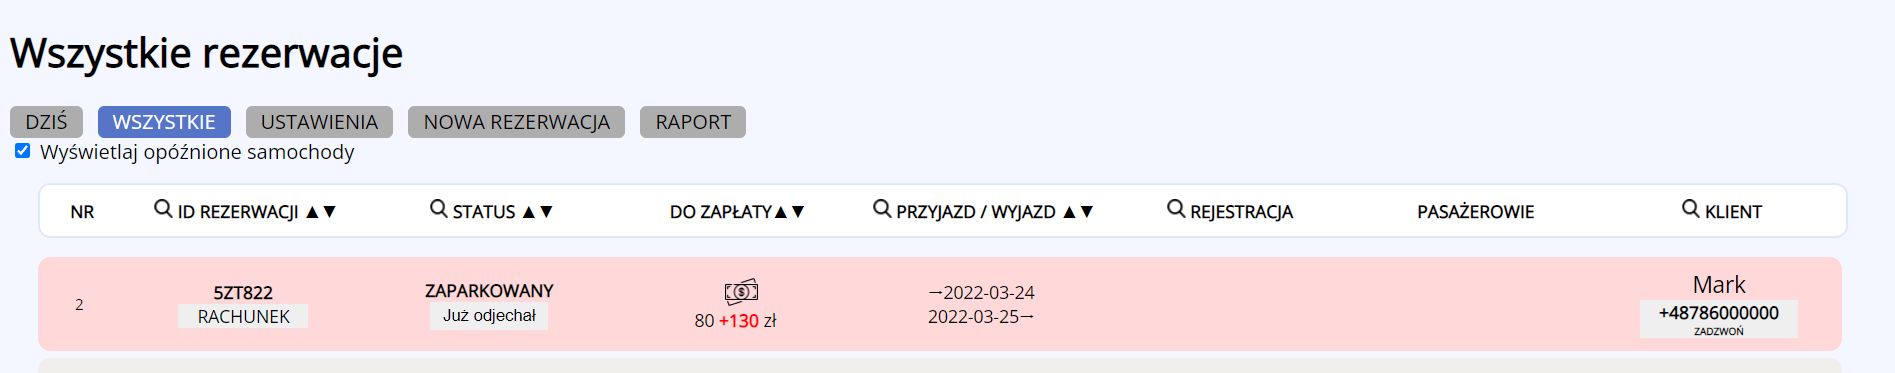 Wszystkie rezerwacje
DZIŚ WSZYSTKIE USTAWIENIA NOWA REZERWACJA RAPORT
Wyświetlaj opóźnione samochody
NR ID REZERWACJI ▲▼ STATUS ▲▼ DO ZAPŁATY▲▼ PRZYJAZD / WYJAZD ▲▼ REJESTRACJA PASAŻEROWIE KLIENT
2
5ZT822
RACHUNEK
ZAPARKOWANY
Już odjechał
80 +130 zł
→2022-03-24
2022-03-25→
Mark
+48786000000
ZADZWOŃ